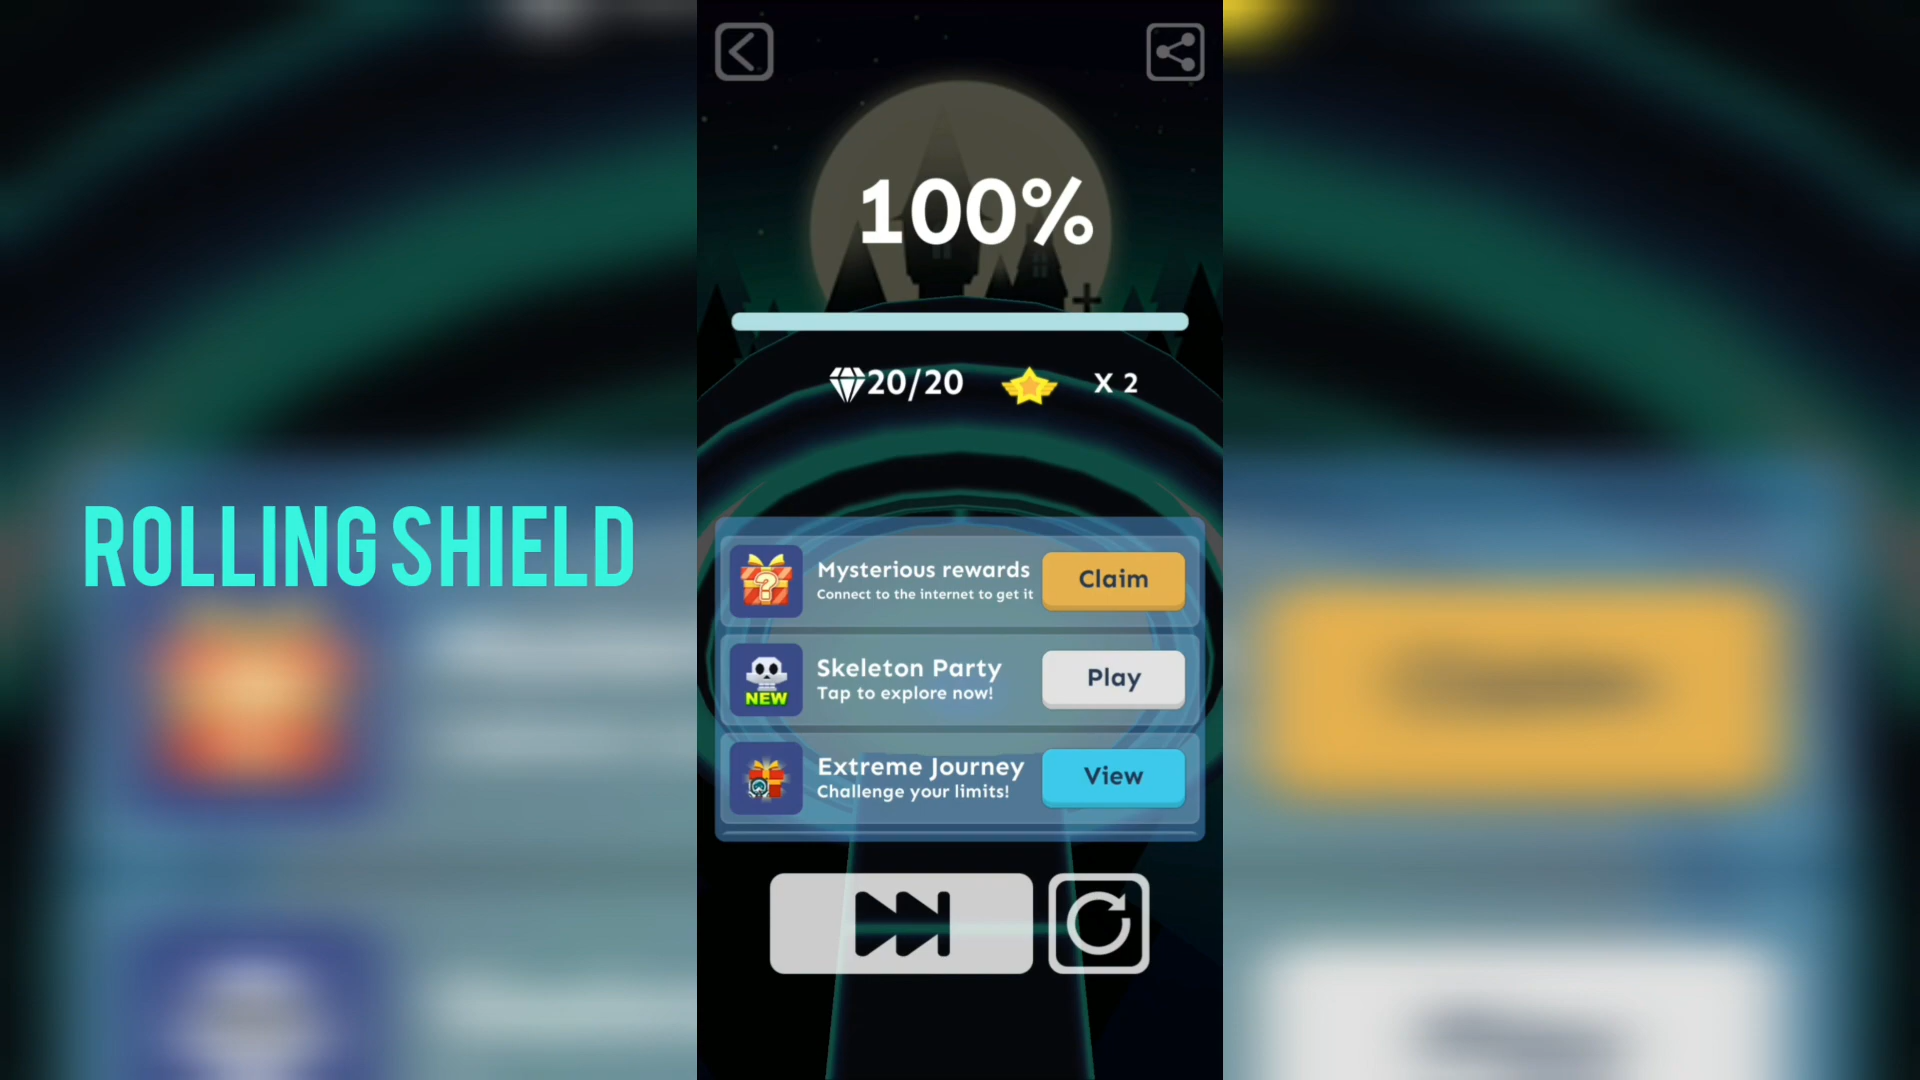 100%
20/20 X 2
ROLLING SHIELD
Mysterious rewards
Connect to the internet to get it
Claim
NEW
Skeleton Party
Tap to explore now!
Play
Extreme Journey
Challenge your limits!
View